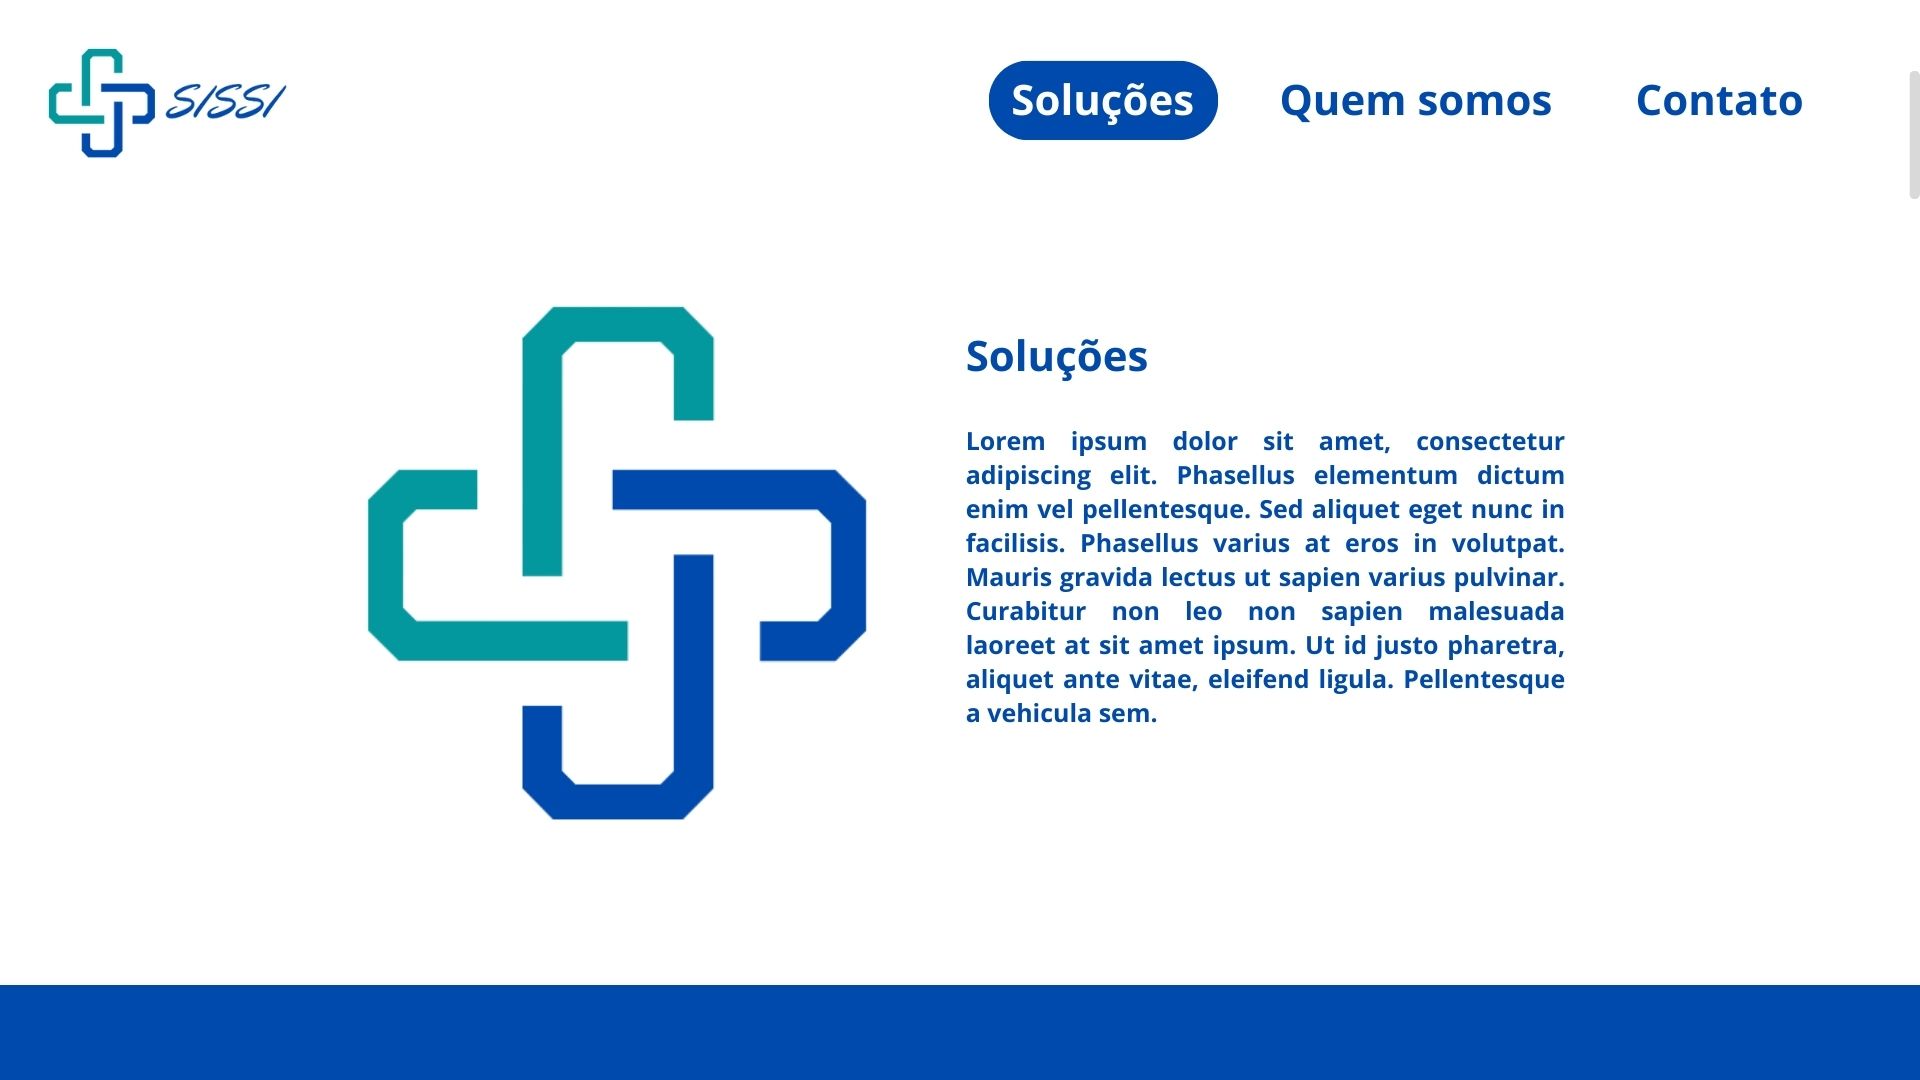 SISSI
Soluções
Quem somos
Contato
Soluções
Lorem ipsum dolor sit amet, consectetur
adipiscing elit. Phasellus elementum dictum
enim vel pellentesque. Sed aliquet eget nunc in
facilisis. Phasellus varius at eros in volutpat.
Mauris gravida lectus ut sapien varius pulvinar.
Curabitur non leo non sapien malesuada
laoreet at sit amet ipsum. Ut id justo pharetra,
aliquet ante vitae, eleifend ligula. Pellentesque
a vehicula sem.